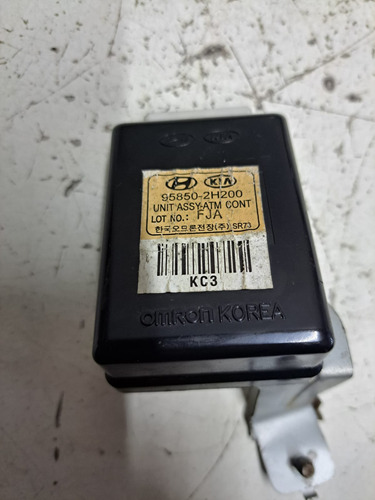 KIA
95850-2H200
UNIT ASSY-ATM CONT
LOT NO.: FJA
한국오므론전장(주) SR73
KC3
omron KOREA